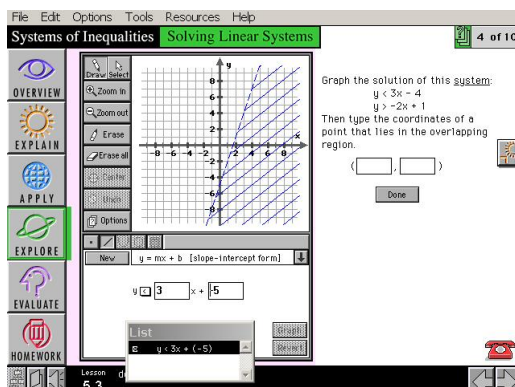 File Edit Options Tools Resources Help
Systems of Inequalities Solving Linear Systems 4 of 10
OVERVIEW
EXPLAIN
APPLY
EXPLORE
EVALUATE
HOMEWORK
Draw Select
Zoom in
Zoom out
Erase
Erase all
Center
Undo
Options
y
8
6
4
2
x
-8 -6 -4 -2 2 4 6 8
-2
-4
-6
-8
New y = mx + b [slope-intercept form]
y < 3 x + -5
Graph
Revert
List
y < 3x + (-5)
Graph the solution of this system:
y < 3x - 4
y > -2x + 1
Then type the coordinates of a
point that lies in the overlapping
region.
( , )
Done
Lesson
5.3